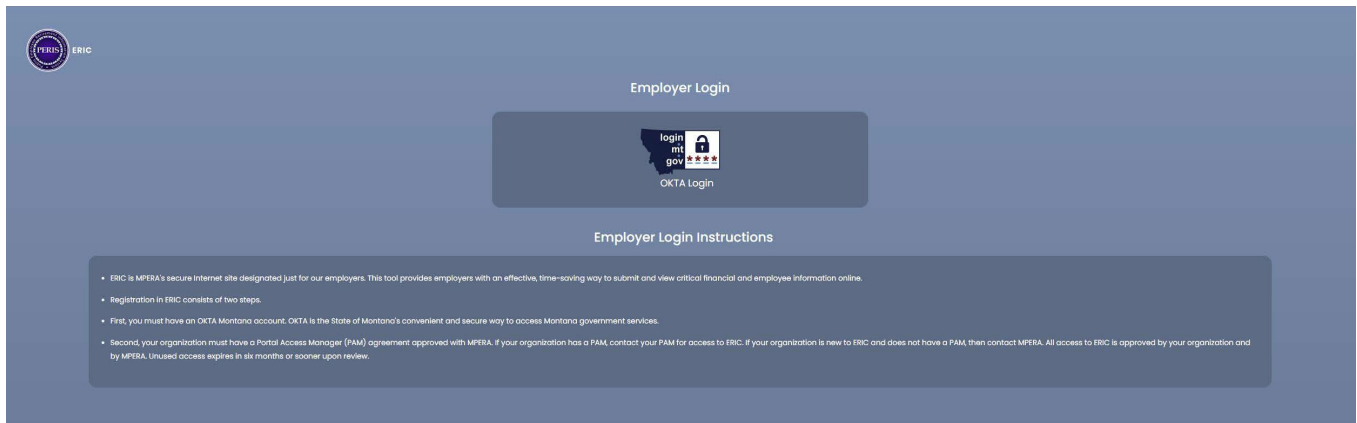 PERIS
ERIC
Employer Login
login
mt
gov
****
OKTA Login
Employer Login Instructions
• ERIC is MPERA's secure Internet site designated just for our employers. This tool provides employers with an effective, time-saving way to submit and view critical financial and employee information online.
• Registration in ERIC consists of two steps.
• First, you must have an OKTA Montana account. OKTA is the State of Montana's convenient and secure way to access Montana government services.
• Second, your organization must have a Portal Access Manager (PAM) agreement approved with MPERA. If your organization has a PAM, contact your PAM for access to ERIC. If your organization is new to ERIC and does not have a PAM, then contact MPERA. All access to ERIC is approved by your organization and
by MPERA. Unused access expires in six months or sooner upon review.